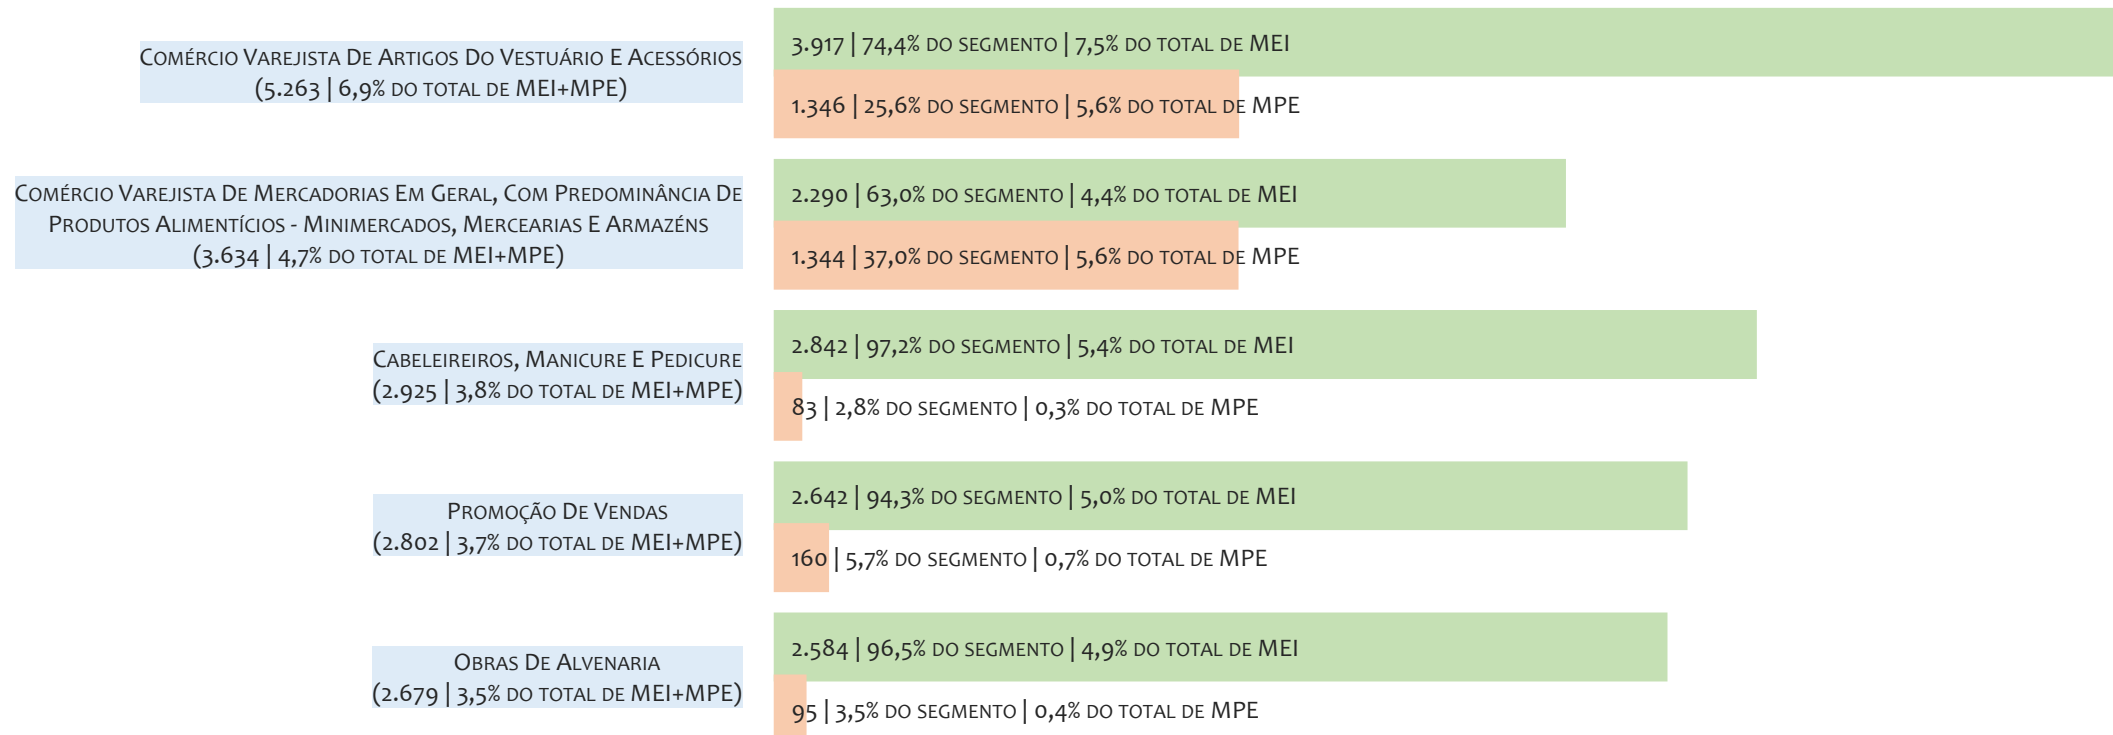 Comércio Varejista De Artigos Do Vestuário E Acessórios
(5.263 | 6,9% do total de MEI+MPE)
3.917 | 74,4% do segmento | 7,5% do total de MEI
1.346 | 25,6% do segmento | 5,6% do total de MPE
Comércio Varejista De Mercadorias Em Geral, Com Predominância De
Produtos Alimentícios - Minimercados, Mercearias E Armazéns
(3.634 | 4,7% do total de MEI+MPE)
2.290 | 63,0% do segmento | 4,4% do total de MEI
1.344 | 37,0% do segmento | 5,6% do total de MPE
Cabeleireiros, Manicure E Pedicure
(2.925 | 3,8% do total de MEI+MPE)
2.842 | 97,2% do segmento | 5,4% do total de MEI
83 | 2,8% do segmento | 0,3% do total de MPE
Promoção De Vendas
(2.802 | 3,7% do total de MEI+MPE)
2.642 | 94,3% do segmento | 5,0% do total de MEI
160 | 5,7% do segmento | 0,7% do total de MPE
Obras De Alvenaria
(2.679 | 3,5% do total de MEI+MPE)
2.584 | 96,5% do segmento | 4,9% do total de MEI
95 | 3,5% do segmento | 0,4% do total de MPE